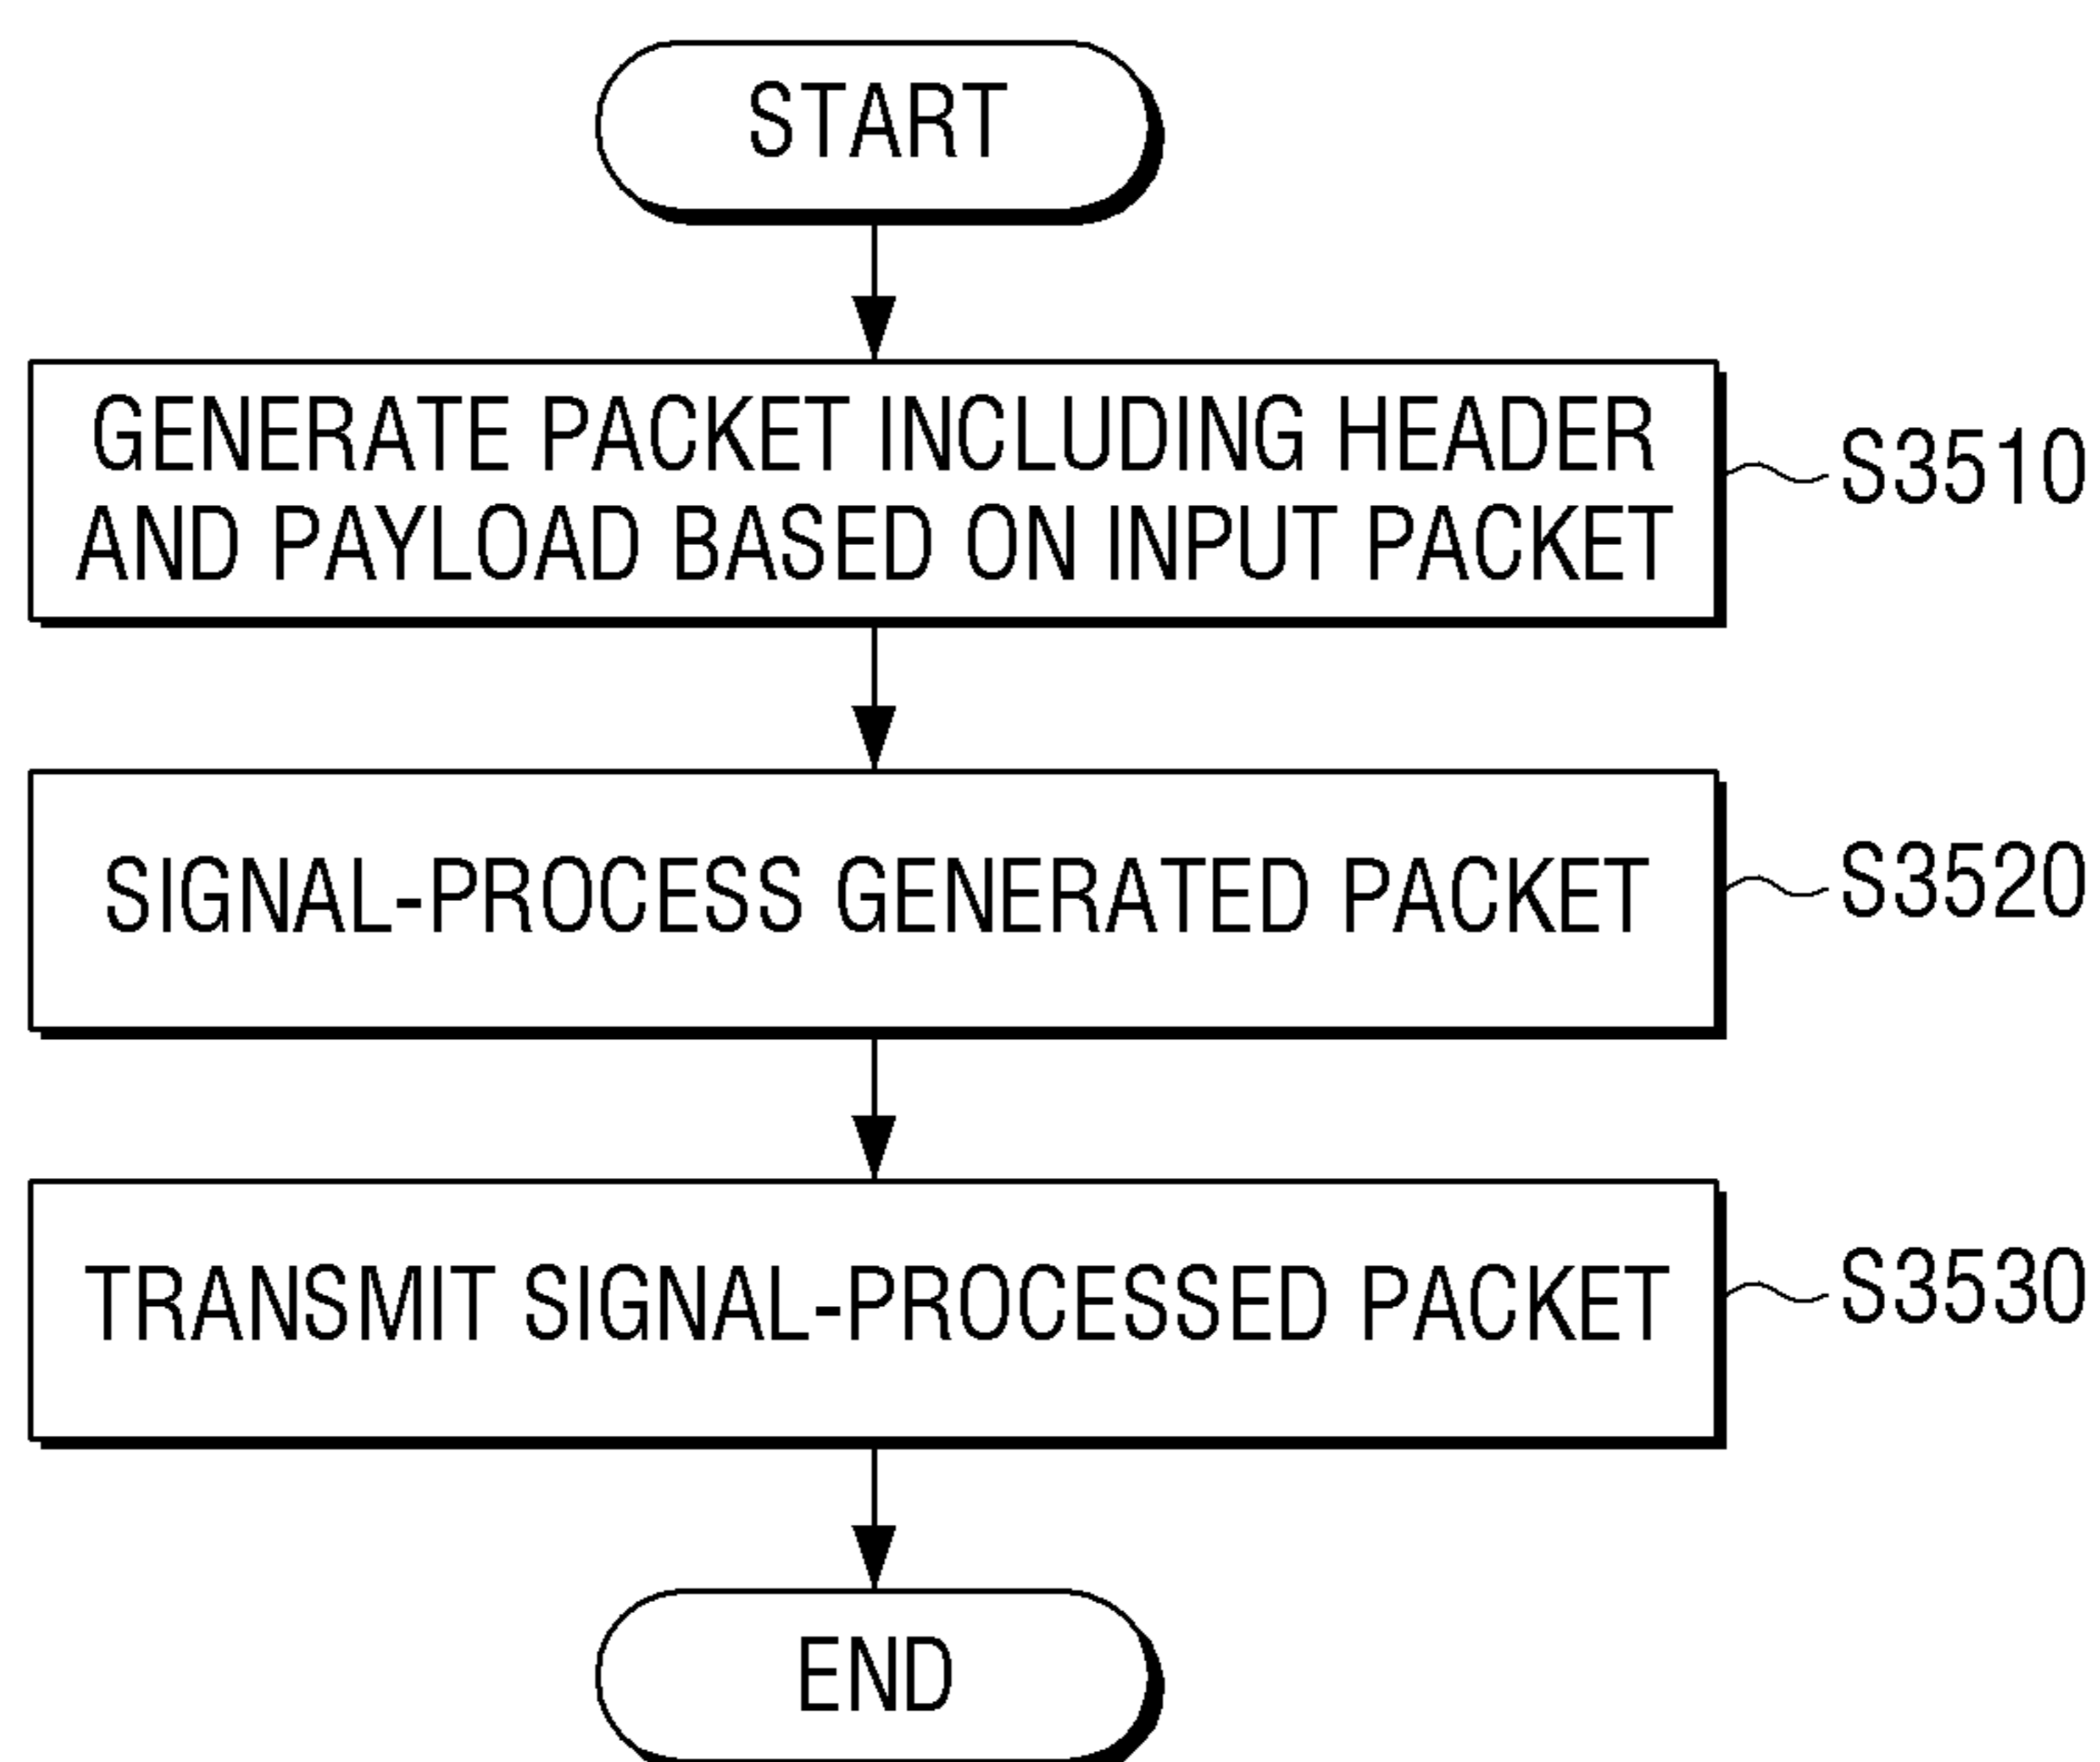 START
GENERATE PACKET INCLUDING HEADER
AND PAYLOAD BASED ON INPUT PACKET
S3510
SIGNAL-PROCESS GENERATED PACKET
S3520
TRANSMIT SIGNAL-PROCESSED PACKET
S3530
END